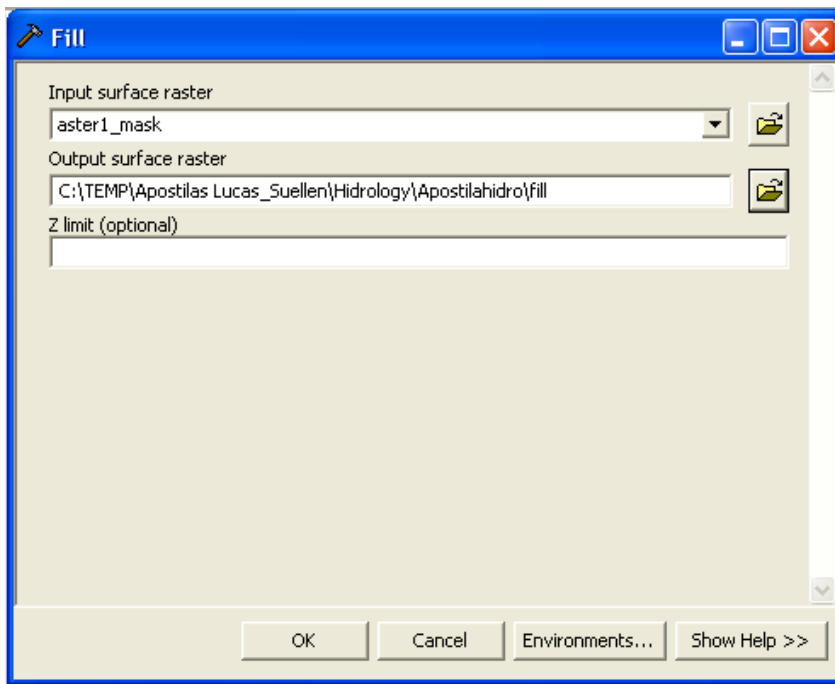 Fill
Input surface raster
aster1_mask
Output surface raster
C:\TEMP\Apostilas Lucas_Suellen\Hidrology\Apostilahidro\fill
Z limit (optional)
OK Cancel Environments... Show Help >>